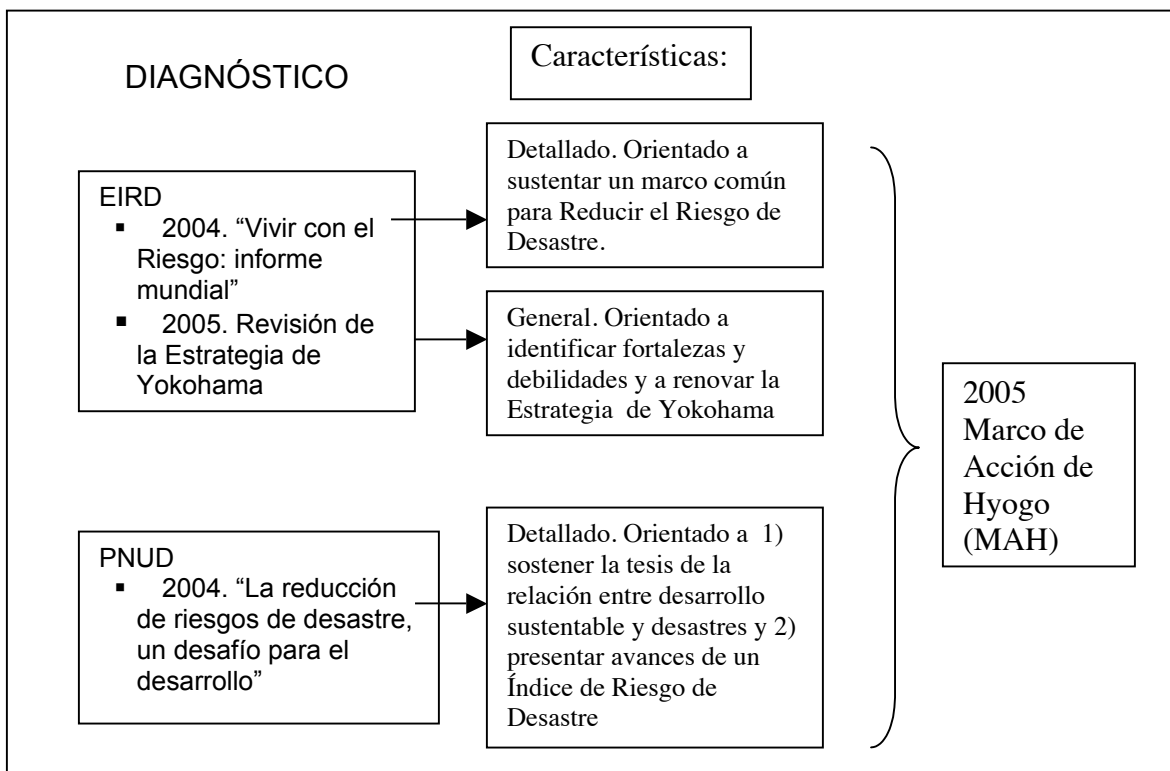 DIAGNÓSTICO
Características:
EIRD
▪ 2004. “Vivir con el
Riesgo: informe
mundial”
▪ 2005. Revisión de
la Estrategia de
Yokohama
Detallado. Orientado a
sustentar un marco común
para Reducir el Riesgo de
Desastre.
General. Orientado a
identificar fortalezas y
debilidades y a renovar la
Estrategia de Yokohama
PNUD
▪ 2004. “La reducción
de riesgos de desastre,
un desafío para el
desarrollo”
Detallado. Orientado a 1)
sostener la tesis de la
relación entre desarrollo
sustentable y desastres y 2)
presentar avances de un
Índice de Riesgo de
Desastre
2005
Marco de
Acción de
Hyogo
(MAH)